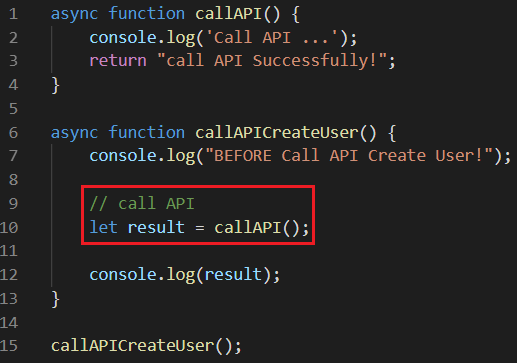 1 async function callAPI() {
2     console.log('Call API ...');
3     return "call API Successfully!";
4 }
5
6 async function callAPICreateUser() {
7     console.log("BEFORE Call API Create User!");
8
9     // call API
10     let result = callAPI();
11
12     console.log(result);
13 }
14
15 callAPICreateUser();